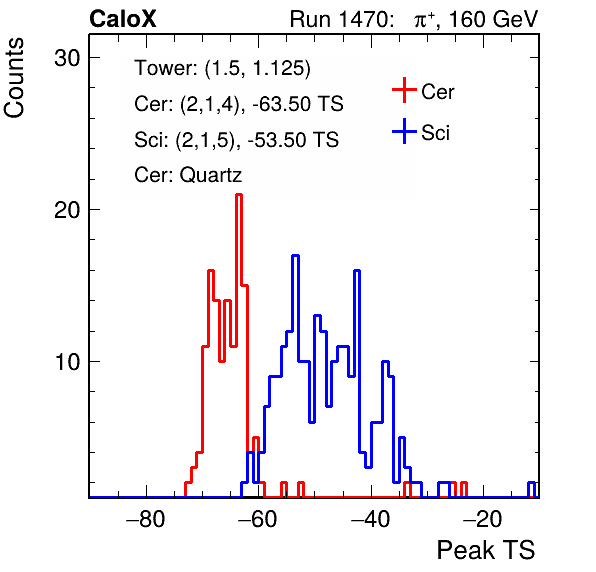 CaloX Run 1470: π⁺, 160 GeV
Counts
30
20
10
Tower: (1.5, 1.125)
Cer: (2,1,4), -63.50 TS
Sci: (2,1,5), -53.50 TS
Cer: Quartz
Cer
Sci
−80 −60 −40 −20
Peak TS